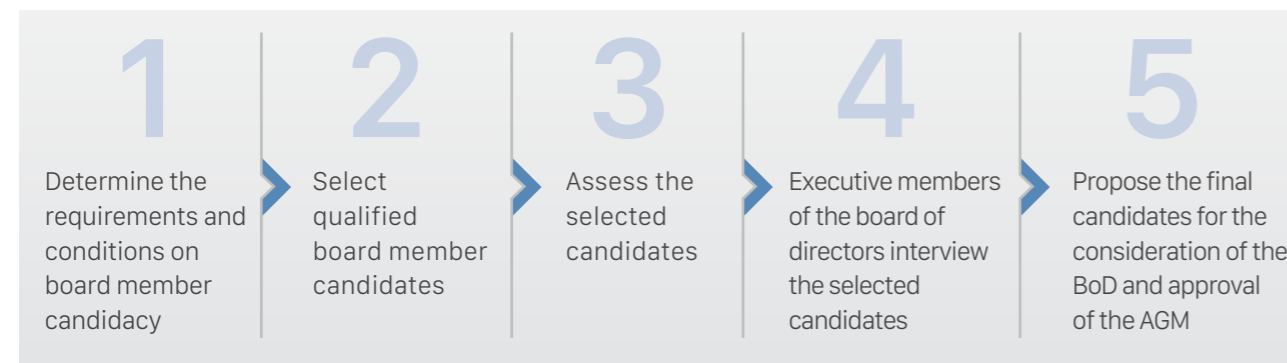 1
Determine the
requirements and
conditions on
board member
candidacy
2
Select
qualified
board member
candidates
3
Assess the
selected
candidates
4
Executive members
of the board of
directors interview
the selected
candidates
5
Propose the final
candidates for the
consideration of the
BoD and approval
of the AGM